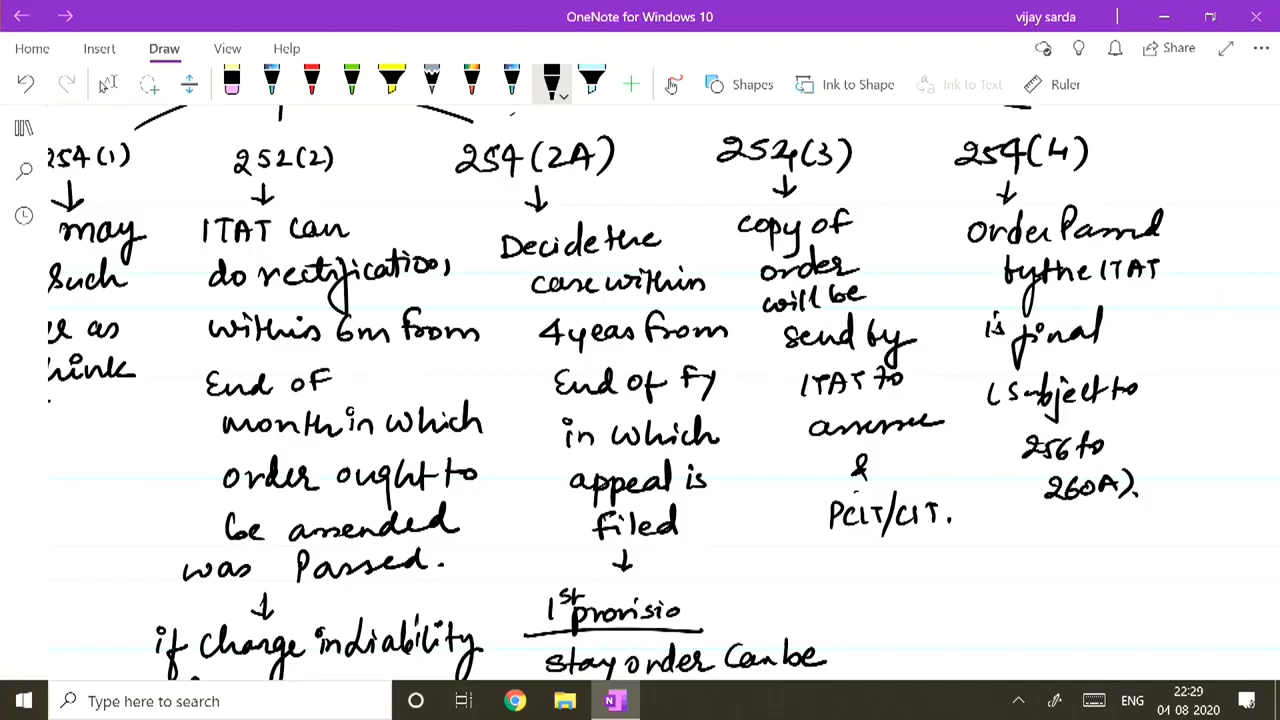 OneNote for Windows 10
vijay sarda
Home Insert Draw View Help
Share
Shapes
Ink to Shape
Ink to Text
Ruler
254(1)
may
such
as
hink
252(2)
ITAT can
do rectification,
within 6m from
End of
month in which
order ought to
be amended
was Passed.
if change in liability
254(2A)
Decide the
case within
4 yeas from
End of Fy
in which
appeal is
filed
1st provisio
stay order can be
254(3)
copy of
order
will be
send by
ITAT to
assessee
&
PCIT/CIT.
254(4)
order Passed
by the ITAT
is final
(subject to
256 to
260A).
Type here to search
ENG
22:29
04-08-2020